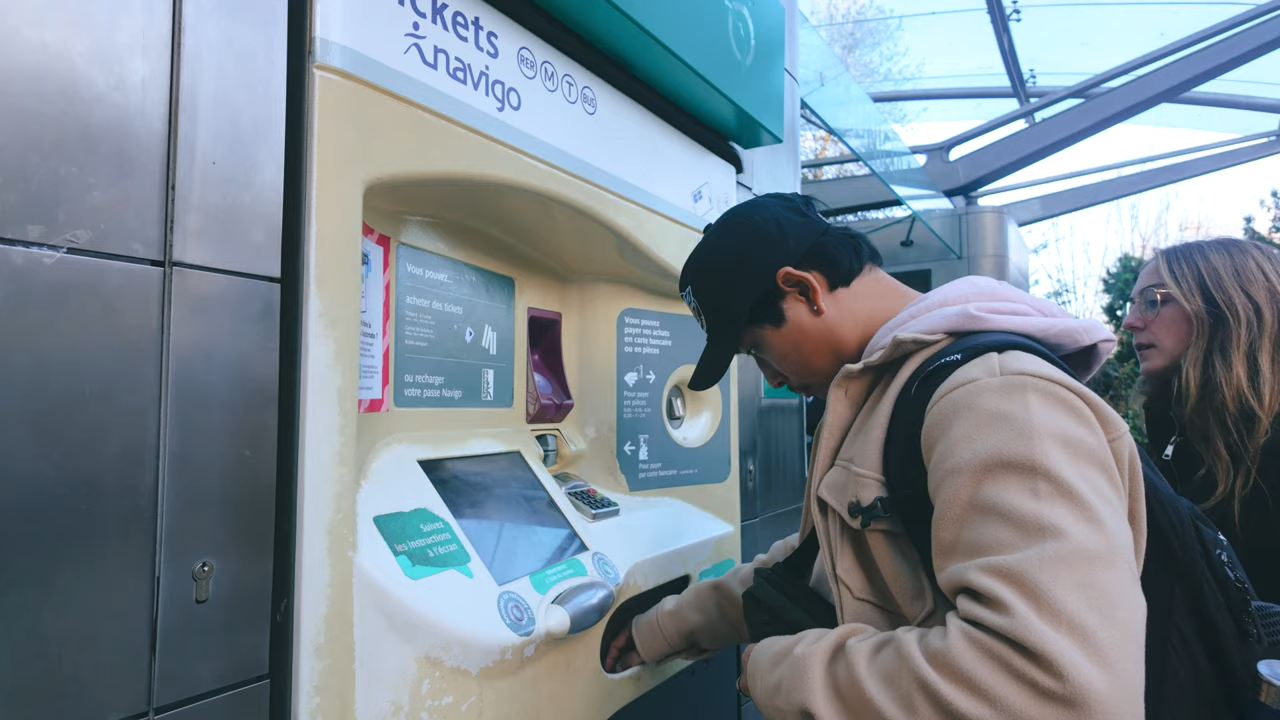 ickets
navigo
RER M T BUS
Vous pouvez...
acheter des tickets
ou recharger
votre passe Navigo
Vous pouvez
payer vos achats
en carte bancaire
ou en pièces
Pour payer
en pièces
Pour payer
par carte bancaire
Suivez
les instructions
à l'écran